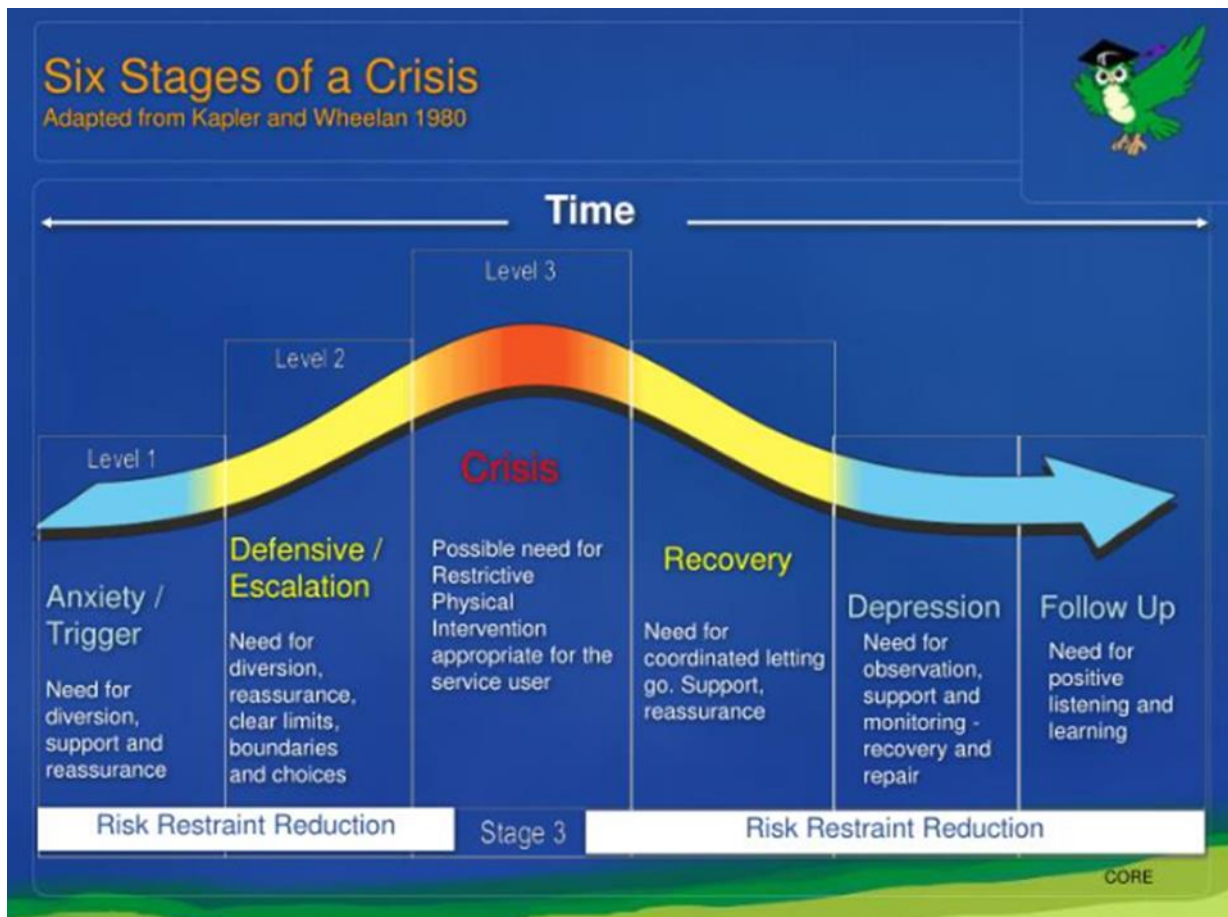 Six Stages of a Crisis
Adapted from Kapler and Wheelan 1980
Time
Level 1
Level 2
Level 3
Anxiety /
Trigger
Need for
diversion,
support and
reassurance
Defensive /
Escalation
Need for
diversion,
reassurance,
clear limits,
boundaries
and choices
Crisis
Possible need for
Restrictive
Physical
Intervention
appropriate for the
service user
Recovery
Need for
coordinated letting
go. Support,
reassurance
Depression
Need for
observation,
support and
monitoring -
recovery and
repair
Follow Up
Need for
positive
listening and
learning
Risk Restraint Reduction
Stage 3
Risk Restraint Reduction
CORE